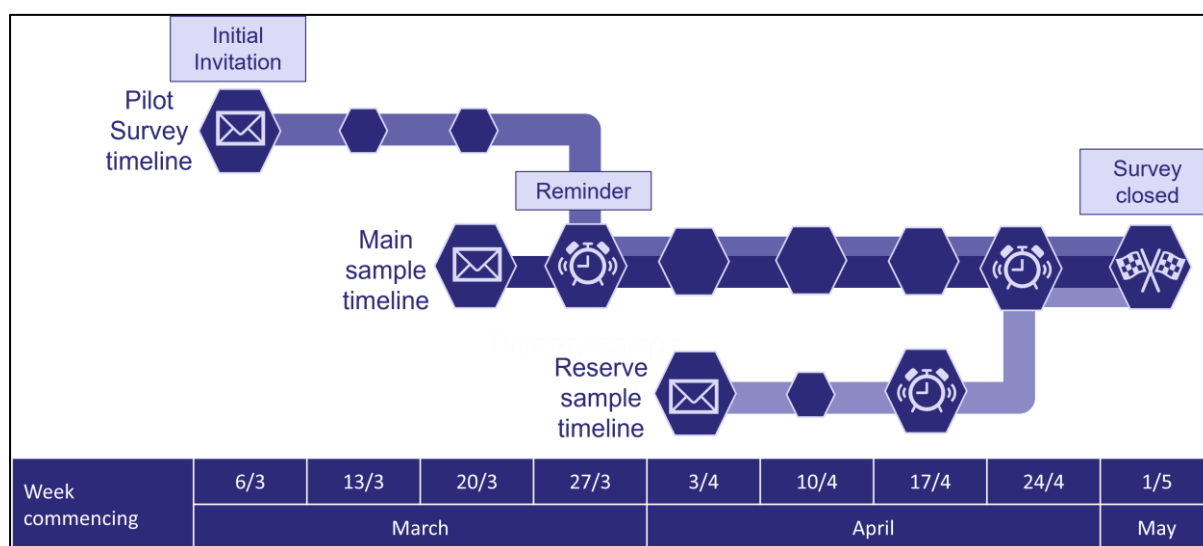 Initial
Invitation
Pilot
Survey
timeline
Reminder
Survey
closed
Main
sample
timeline
Reserve
sample
timeline
Week
commencing
6/3 13/3 20/3 27/3 3/4 10/4 17/4 24/4 1/5
March April May